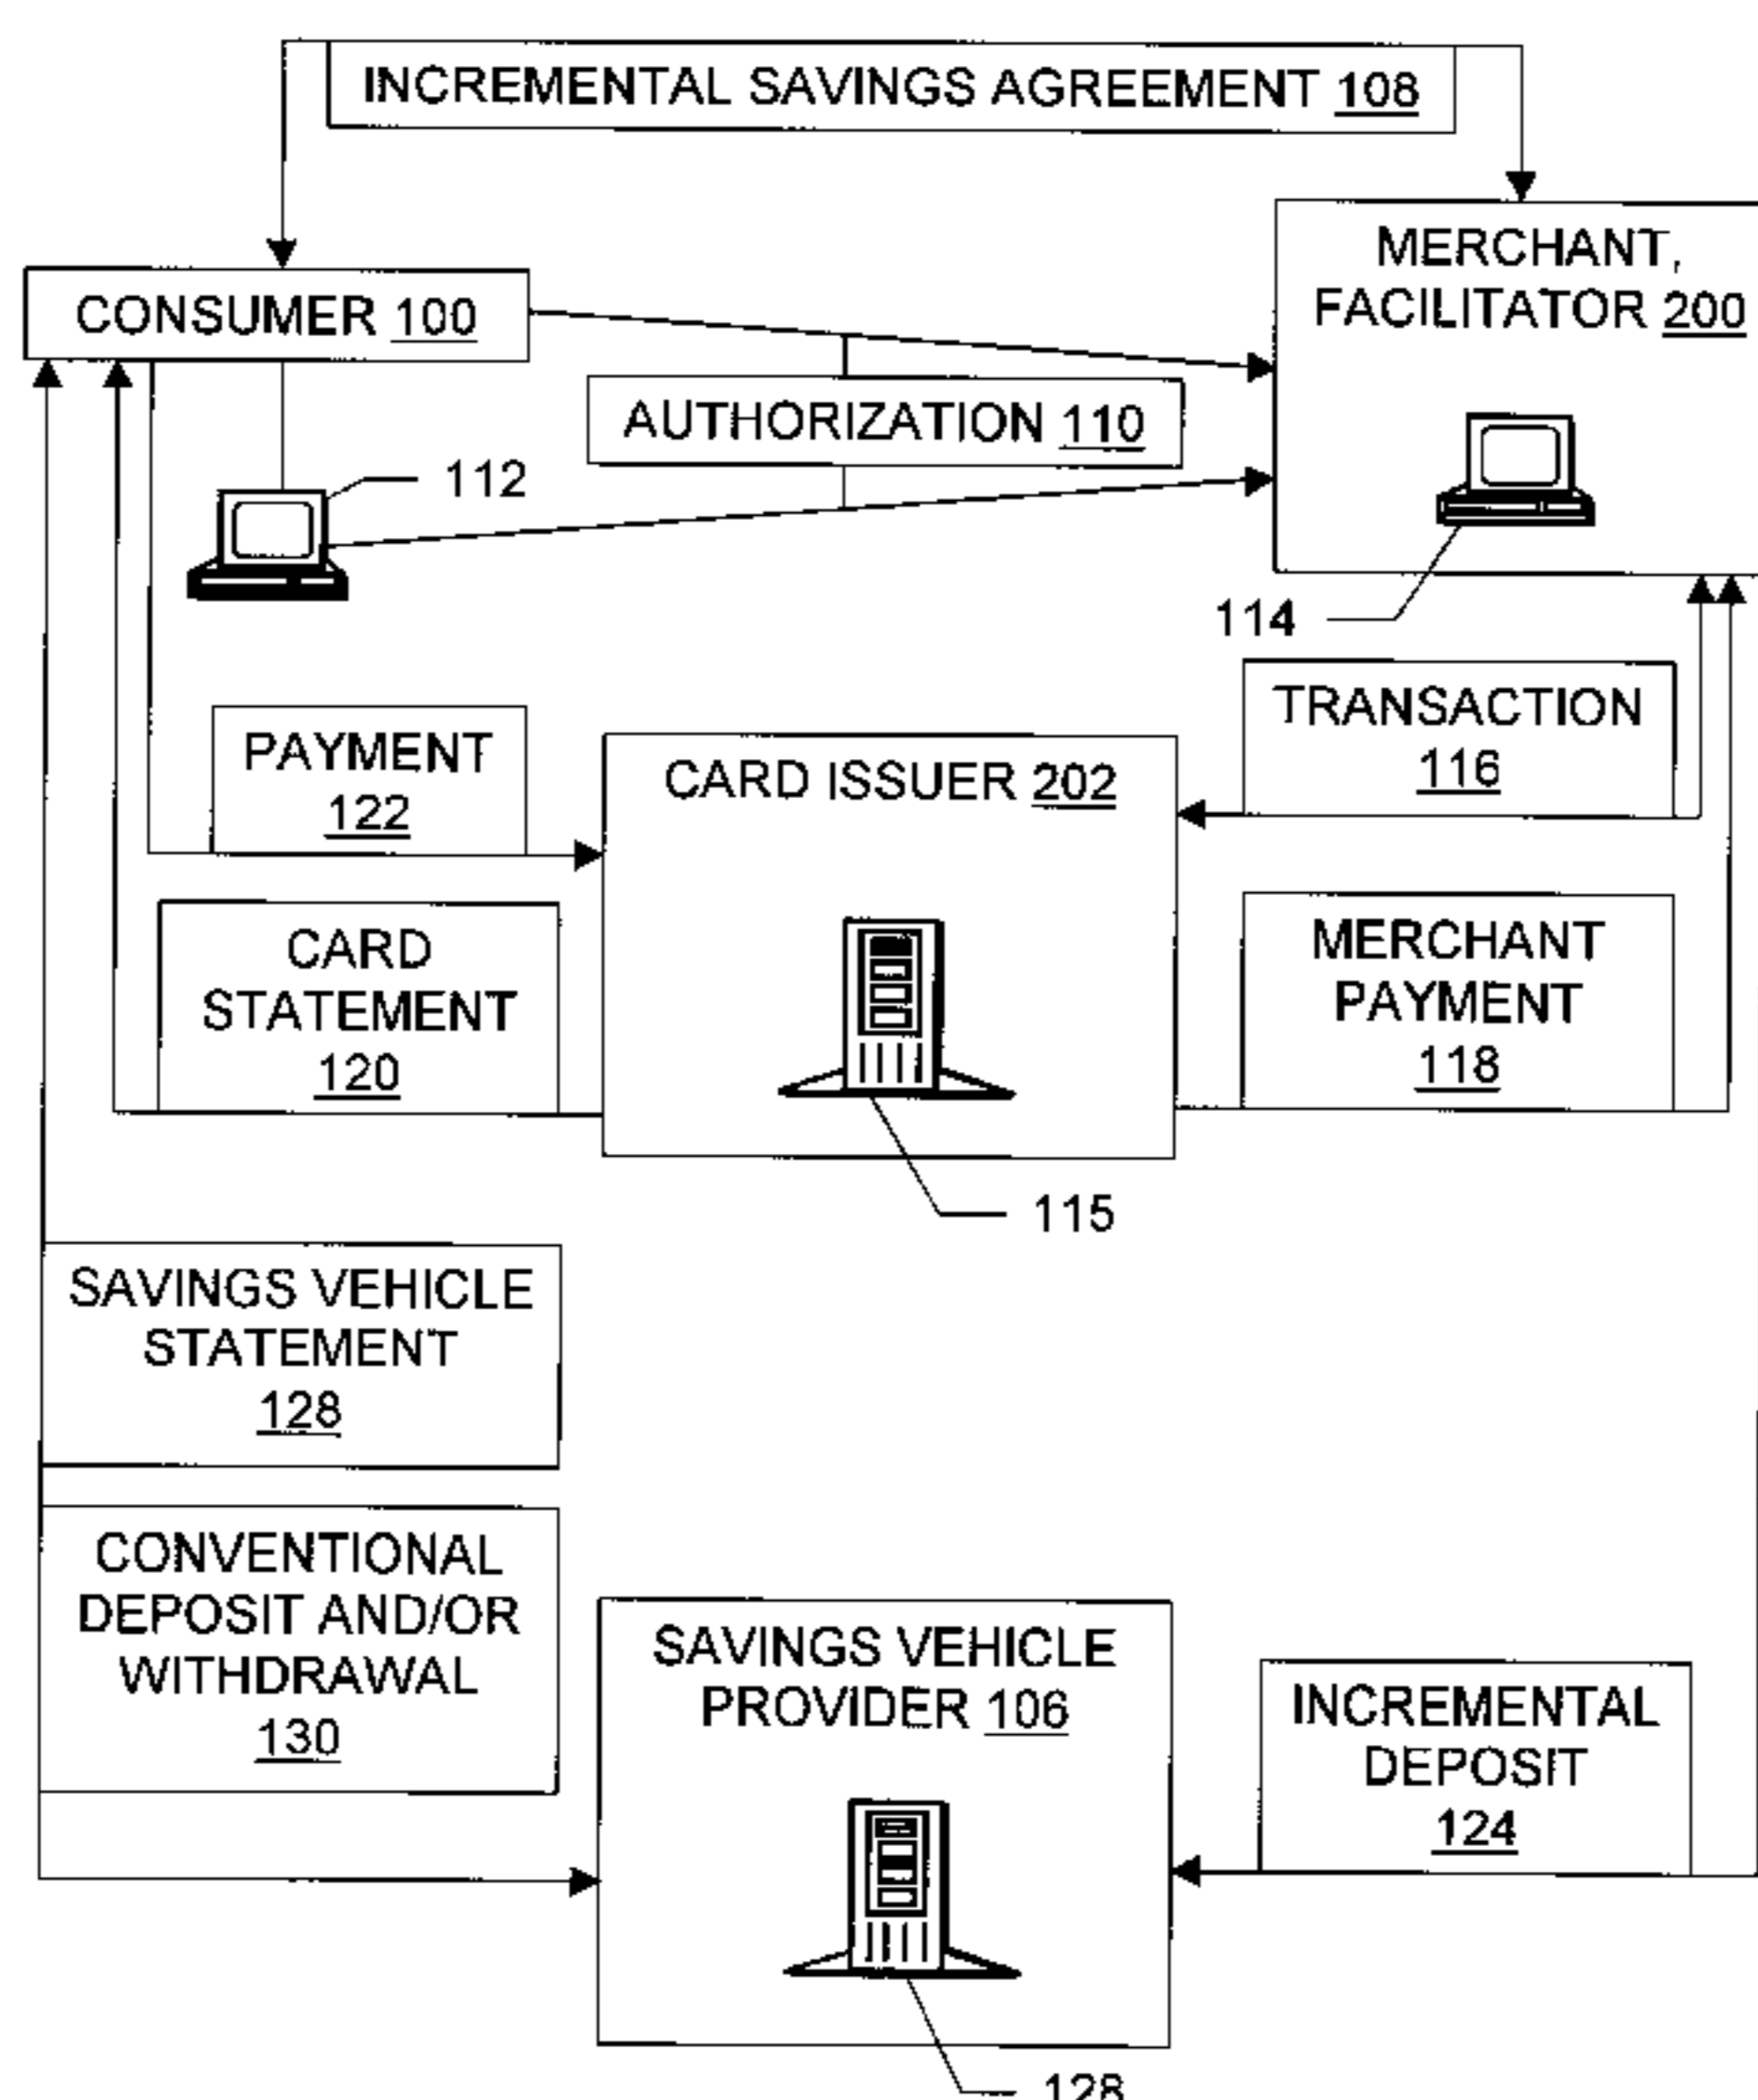 INCREMENTAL SAVINGS AGREEMENT 108
CONSUMER 100
MERCHANT,
FACILITATOR 200
AUTHORIZATION 110
112
114
TRANSACTION
116
PAYMENT
122
CARD ISSUER 202
CARD
STATEMENT
120
MERCHANT
PAYMENT
118
115
SAVINGS VEHICLE
STATEMENT
128
CONVENTIONAL
DEPOSIT AND/OR
WITHDRAWAL
130
SAVINGS VEHICLE
PROVIDER 106
INCREMENTAL
DEPOSIT
124
128